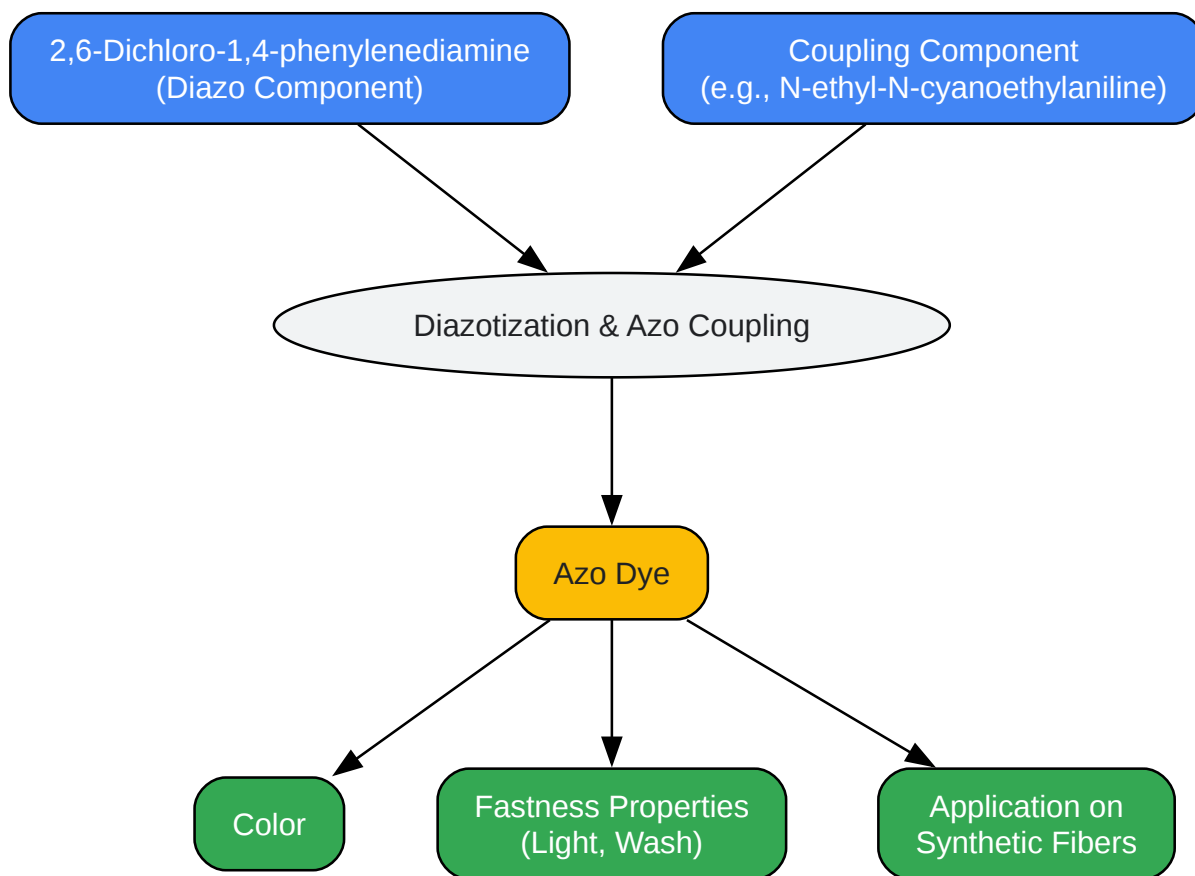 2,6-Dichloro-1,4-phenylenediamine
(Diazo Component)
Coupling Component
(e.g., N-ethyl-N-cyanoethylaniline)
Diazotization & Azo Coupling
Azo Dye
Color
Fastness Properties
(Light, Wash)
Application on
Synthetic Fibers